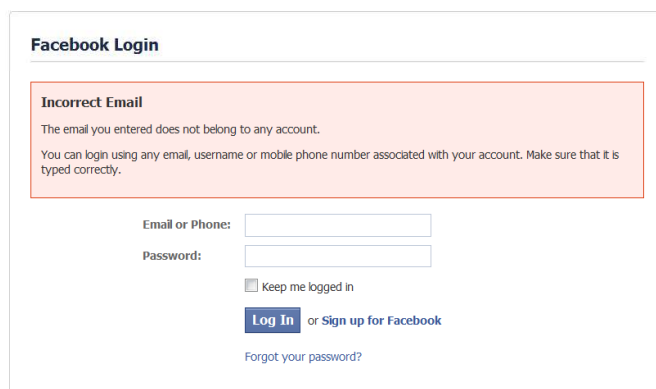 Facebook Login
Incorrect Email
The email you entered does not belong to any account.
You can login using any email, username or mobile phone number associated with your account. Make sure that it is
typed correctly.
Email or Phone:
Password:
Keep me logged in
Log In or Sign up for Facebook
Forgot your password?